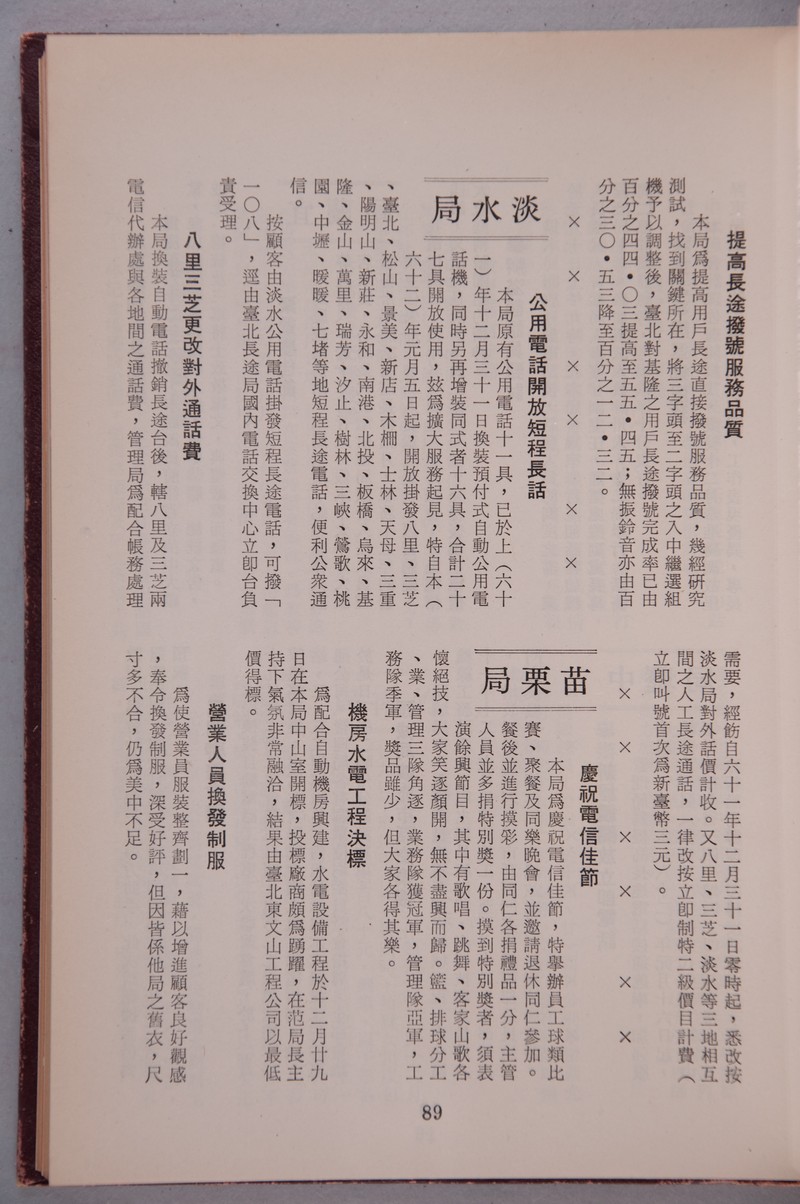 提高長途撥號服務品質
本局爲提高用戶長途直接撥號服務品質，幾經硏究
測試，找到關鍵所在，將三字頭至二字頭之入中繼選組
機予以調整後，臺北對基隆之用戶長途撥號完成率已由
百分之四四•〇三提高至五五•四五；無振鈴音亦由百
分之三〇•五三降至百分之一二•三二。
× × × × × ×
淡水局
公用電話開放短程長話
本局原有公用電話十一具，已於上（六十
一）年十二月三十一日換裝預付式自動公用電
話機，同時另再增裝同式者十六具，合計二十
七具開放使用，茲爲擴大服務起見，特自本（
六十二）年元月五日起，開放掛發八里、三芝
、臺北、松山、景美、新店、木柵、士林、天母、三重
、陽明山、新莊、永和、南港、北投、板橋、烏來、基
隆、金山、萬里、瑞芳、汐止、樹林、三峽、鶯歌、桃
園、中壢、暖暖、七堵等地短程長途電話，便利公衆通
信。
按顧客由淡水公用電話掛發短程長途電話，可撥「
一〇八」，逕由臺北長途局國內電話交換中心立卽台負
責受理。
八里三芝更改對外通話費
本局換裝自動電話撤銷長途台後，轄八里及三芝兩
電信代辦處與各地間之通話費，管理局爲配合帳務處理
需要，經飭自六十一年十二月三十一日零時起，悉改按
淡水局對外話價計收。又八里、三芝、淡水等三地相互
間之人工長途通話，一律改按立卽制特二級價目計費（
立卽叫號首次爲新臺幣三元）。
× × × × × ×
苗栗局
慶祝電信佳節
本局爲慶祝電信佳節，特舉辦員工球類比
賽、聚餐及同樂晚會，並邀請退休同仁參加。
餐後並進行摸彩，由同仁各捐禮品一分，主管
人員並多捐特別獎一份。摸到特別獎者，須表
演餘興節目，其中有歌唱、跳舞、客家山歌各
懷絕技，大家笑逐顏開，無不盡興而歸。籃、排球分工
、業、管理三隊角逐，業務隊獲冠軍，管理隊亞軍，工
務隊季軍，獎品雖少，但大家各得其樂。
機房水電工程決標
爲配合自動機房興建，水電設備工程於十二月廿九
日在本局中山室開標，投標廠商頗爲踴躍，在范局長主
持下氣氛非常融洽，結果由臺北東文山工程公司以最低
價得標。
營業人員換發制服
爲使營業員服裝整齊劃一，藉以增進顧客良好觀感
，奉令換發制服，深受好評，但因皆係他局之舊衣，尺
寸多不合，仍爲美中不足。
89